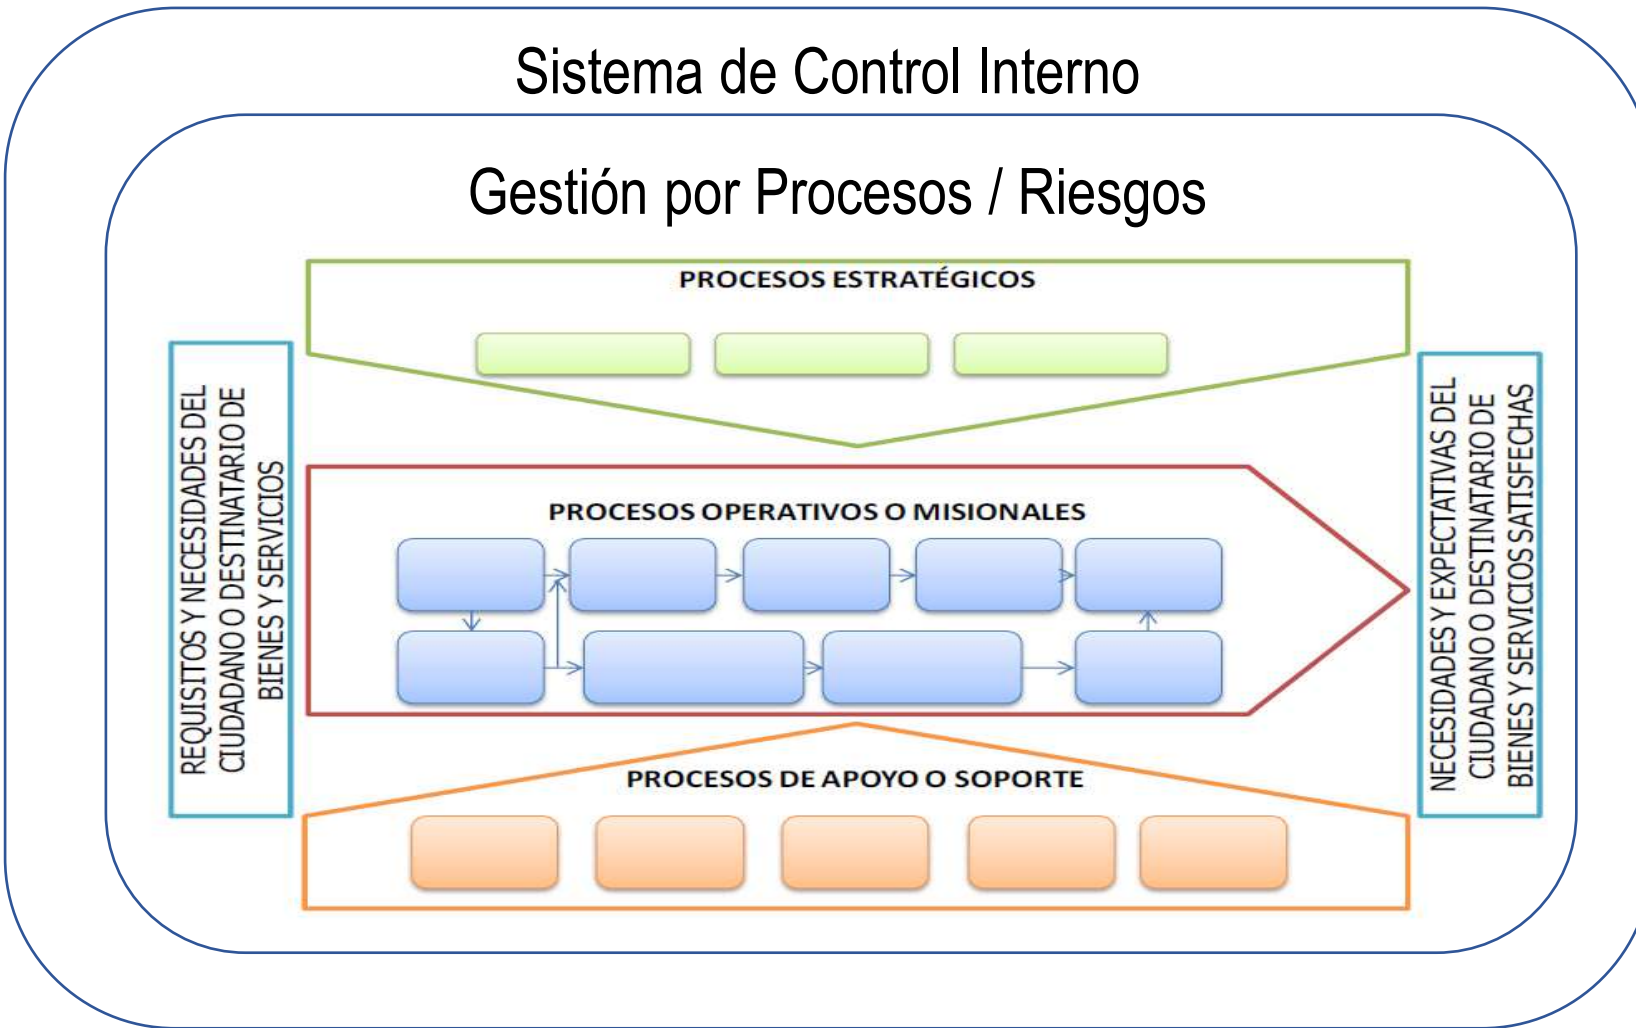 Sistema de Control Interno
Gestión por Procesos / Riesgos
PROCESOS ESTRATÉGICOS
REQUISITOS Y NECESIDADES DEL
CIUDADANO O DESTINATARIO DE
BIENES Y SERVICIOS
PROCESOS OPERATIVOS O MISIONALES
PROCESOS DE APOYO O SOPORTE
NECESIDADES Y EXPECTATIVAS DEL
CIUDADANO O DESTINATARIO DE
BIENES Y SERVICIOS SATISFECHAS